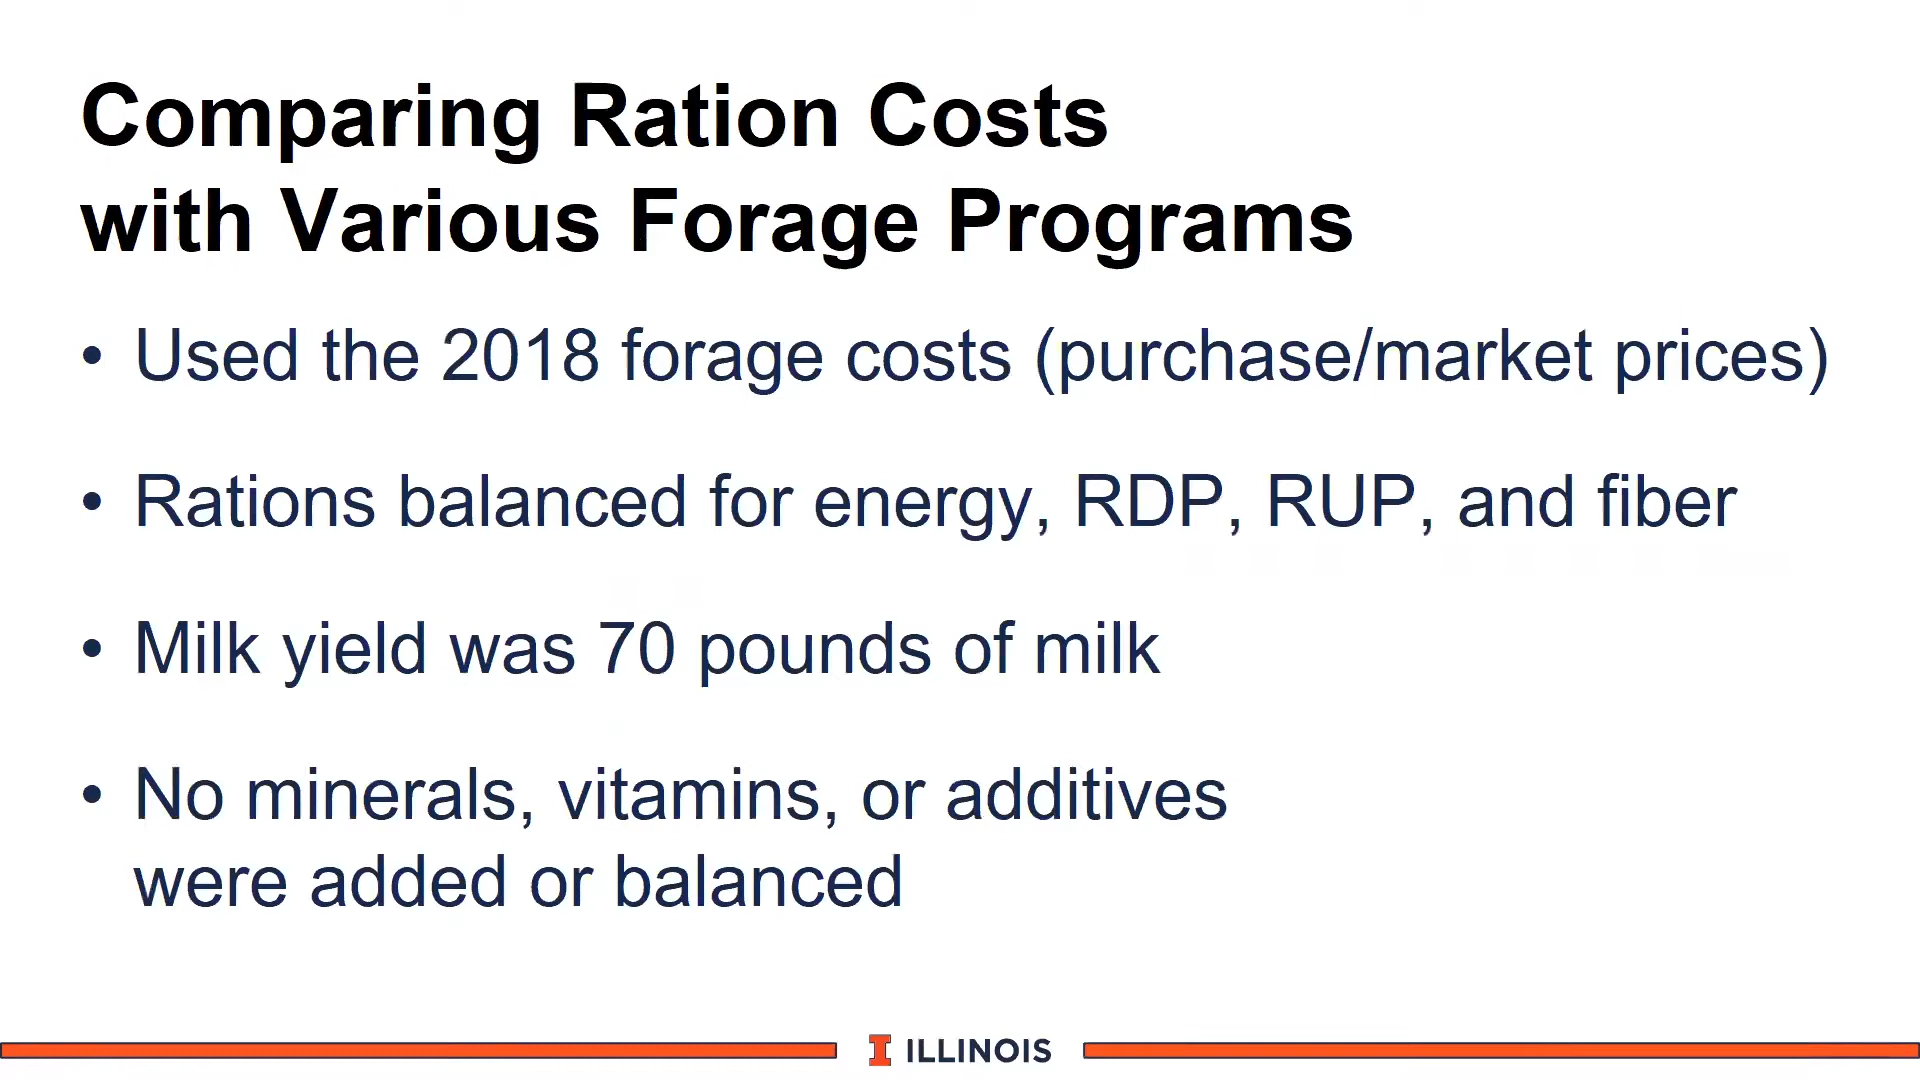 Comparing Ration Costs
with Various Forage Programs
• Used the 2018 forage costs (purchase/market prices)
• Rations balanced for energy, RDP, RUP, and fiber
• Milk yield was 70 pounds of milk
• No minerals, vitamins, or additives
were added or balanced
I ILLINOIS